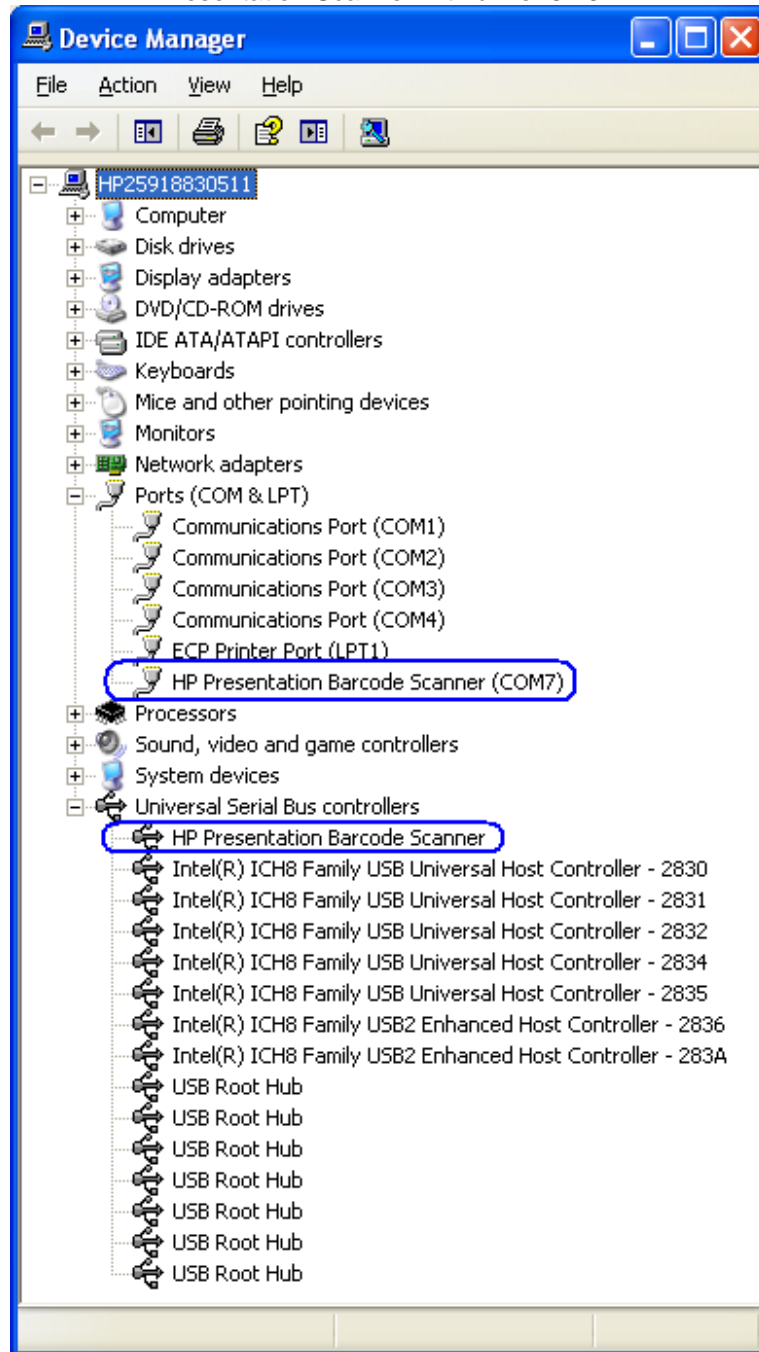 Device Manager
File Action View Help
HP25918830511
Computer
Disk drives
Display adapters
DVD/CD-ROM drives
IDE ATA/ATAPI controllers
Keyboards
Mice and other pointing devices
Monitors
Network adapters
Ports (COM & LPT)
Communications Port (COM1)
Communications Port (COM2)
Communications Port (COM3)
Communications Port (COM4)
ECP Printer Port (LPT1)
HP Presentation Barcode Scanner (COM7)
Processors
Sound, video and game controllers
System devices
Universal Serial Bus controllers
HP Presentation Barcode Scanner
Intel(R) ICH8 Family USB Universal Host Controller - 2830
Intel(R) ICH8 Family USB Universal Host Controller - 2831
Intel(R) ICH8 Family USB Universal Host Controller - 2832
Intel(R) ICH8 Family USB Universal Host Controller - 2834
Intel(R) ICH8 Family USB Universal Host Controller - 2835
Intel(R) ICH8 Family USB2 Enhanced Host Controller - 2836
Intel(R) ICH8 Family USB2 Enhanced Host Controller - 283A
USB Root Hub
USB Root Hub
USB Root Hub
USB Root Hub
USB Root Hub
USB Root Hub
USB Root Hub